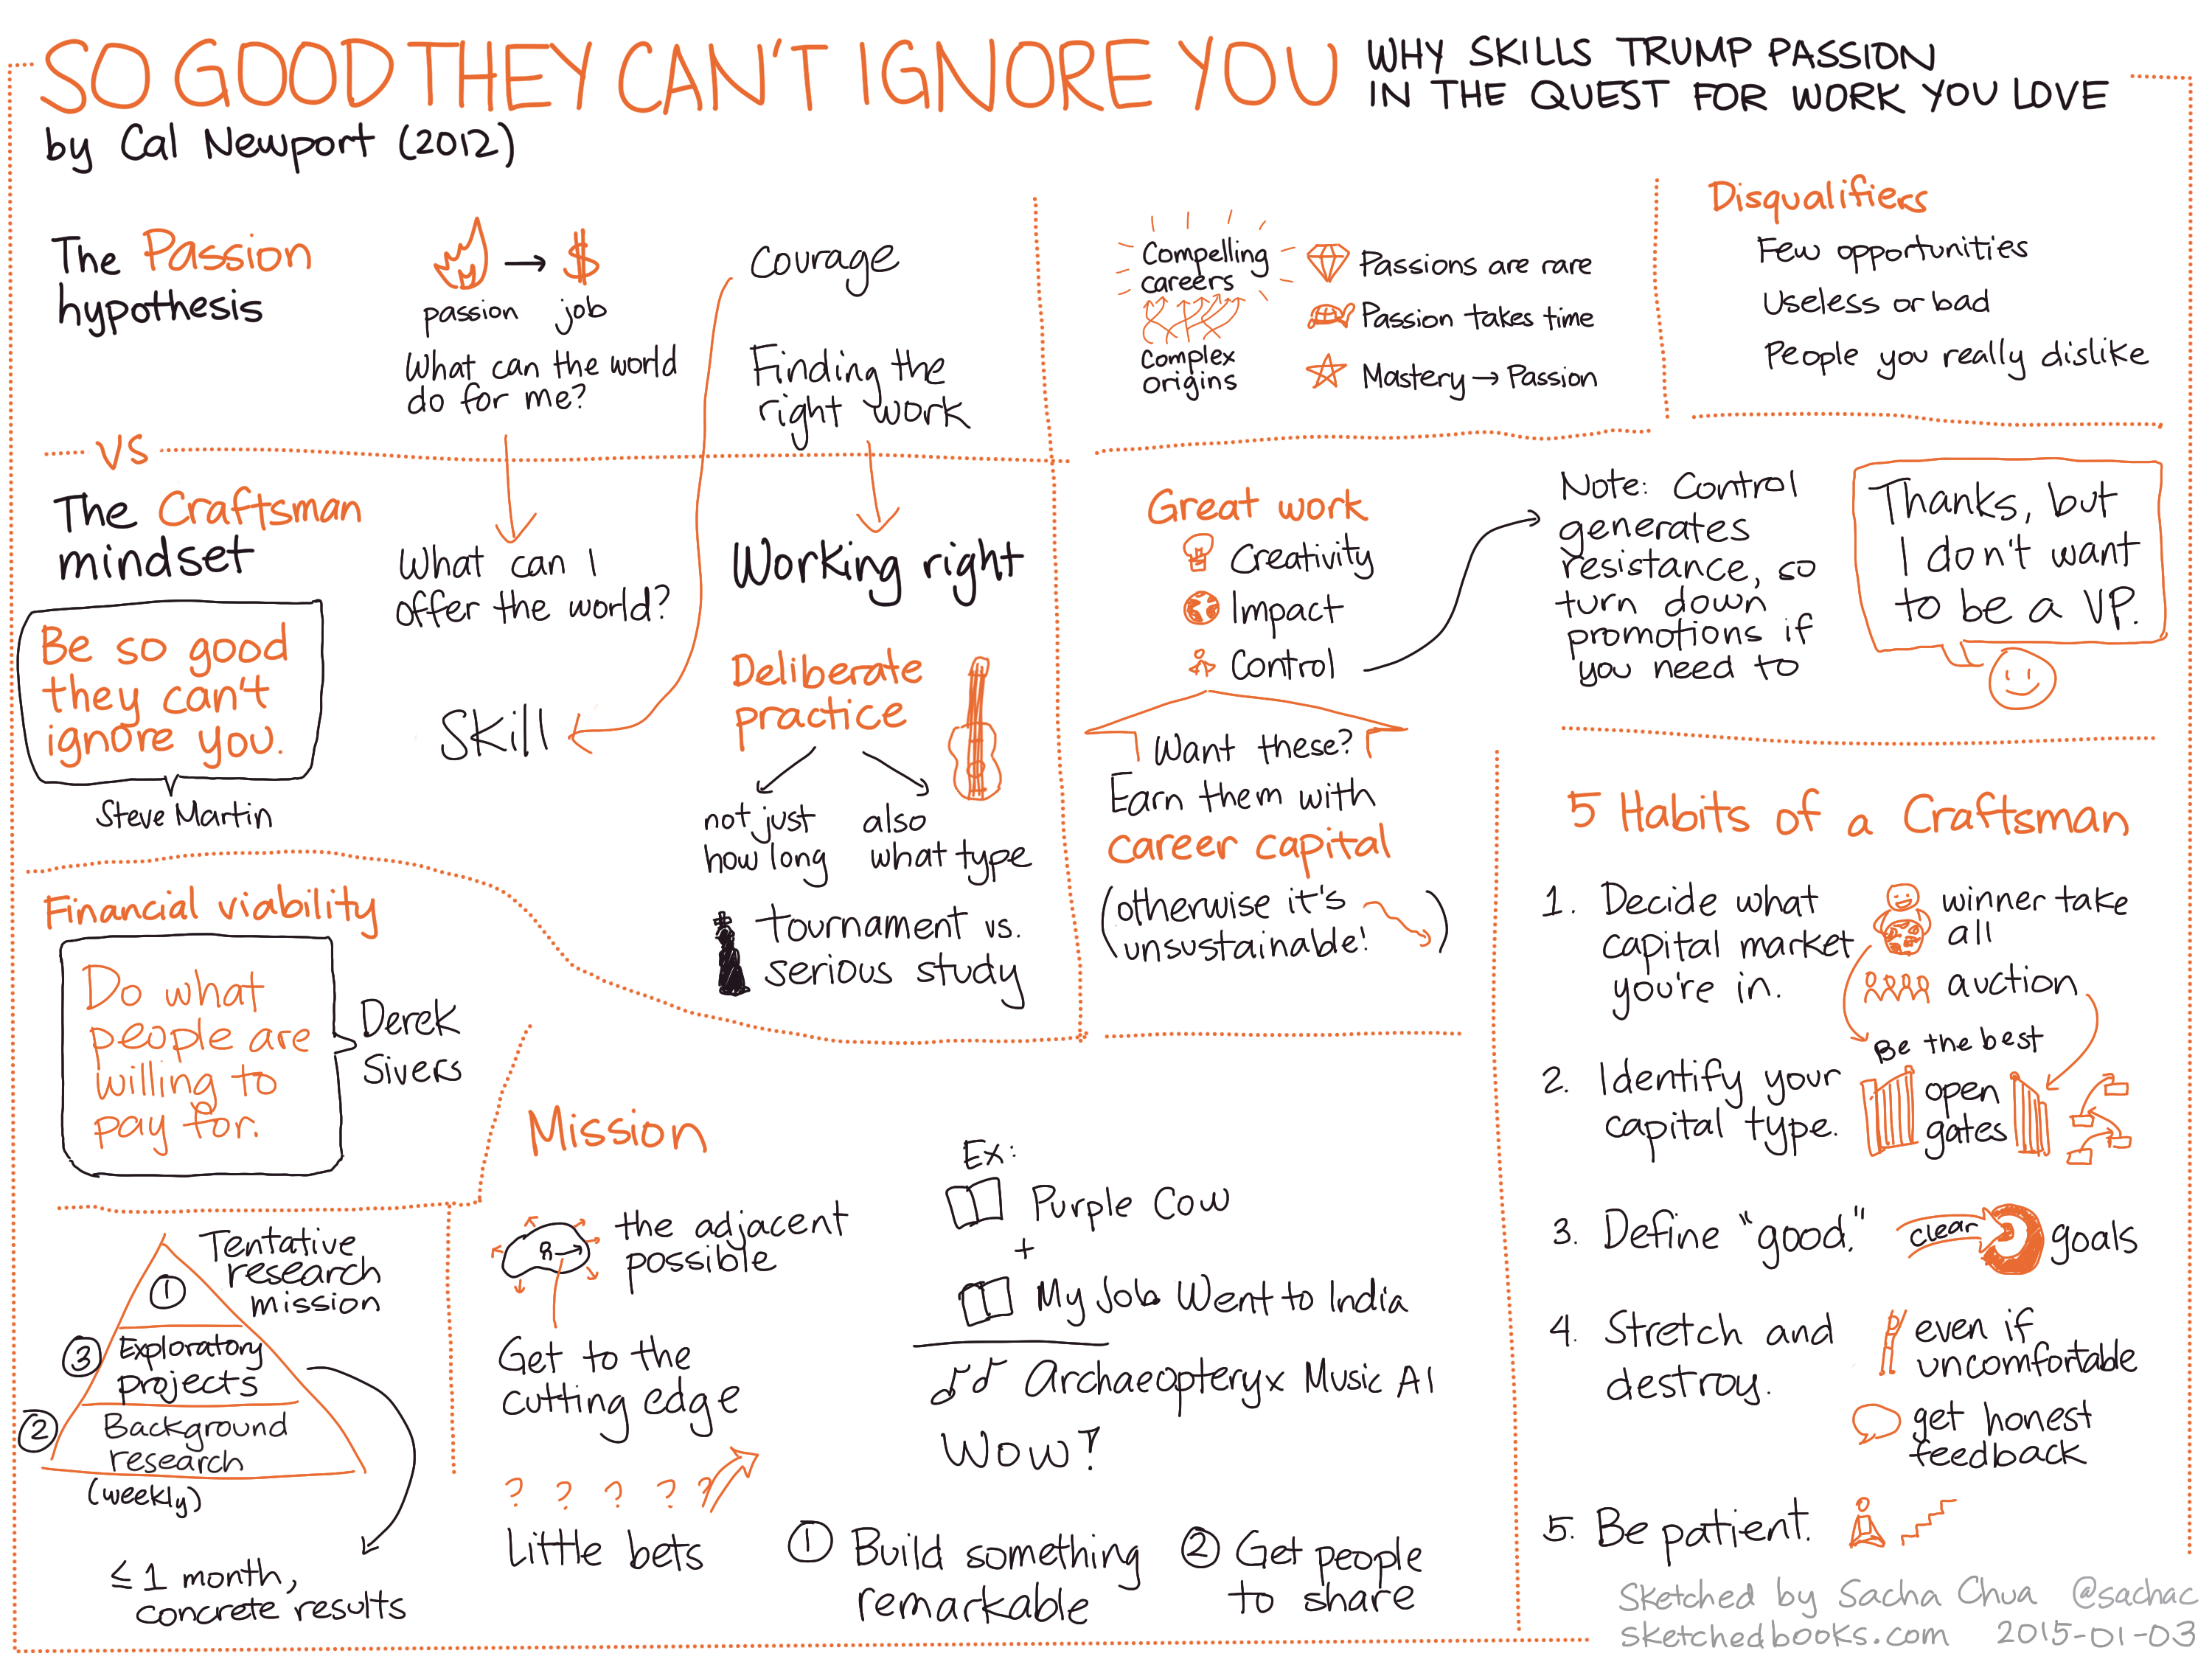 SO GOOD THEY CAN'T IGNORE YOU
WHY SKILLS TRUMP PASSION
IN THE QUEST FOR WORK YOU LOVE
by Cal Newport (2012)
The Passion
hypothesis
passion
job
What can the world
do for me?
Courage
Finding the
right work
vs
The Craftsman
mindset
Be so good
they can't
ignore you.
Steve Martin
What can I
offer the world?
Skill
Working right
Deliberate
practice
not just
how long
also
what type
tournament vs.
serious study
Compelling
careers
Complex
origins
Passions are rare
Passion takes time
Mastery → Passion
Disqualifiers
Few opportunities
Useless or bad
People you really dislike
Great work
Creativity
Impact
Control
Want these?
Earn them with
career capital
(otherwise it's
unsustainable!)
Note: Control
generates
resistance, so
turn down
promotions if
you need to
Thanks, but
I don't want
to be a VP.
Financial viability
Do what
people are
willing to
pay for.
Derek
Sivers
Tentative
research
mission
1
3 Exploratory
projects
2 Background
research
(weekly)
≤ 1 month,
concrete results
Mission
the adjacent
possible
Get to the
cutting edge
? ? ? ? ?
Little bets
Ex:
Purple Cow
+
My Job Went to India
Archaeopteryx Music AI
Wow!
1 Build something
remarkable
2 Get people
to share
5 Habits of a Craftsman
1. Decide what
capital market
you're in.
winner take
all
auction
Be the best
2. Identify your
capital type.
open
gates
3. Define "good."
clear
goals
4. Stretch and
destroy.
even if
uncomfortable
get honest
feedback
5. Be patient.
Sketched by Sacha Chua @sachac
sketchedbooks.com 2015-01-03